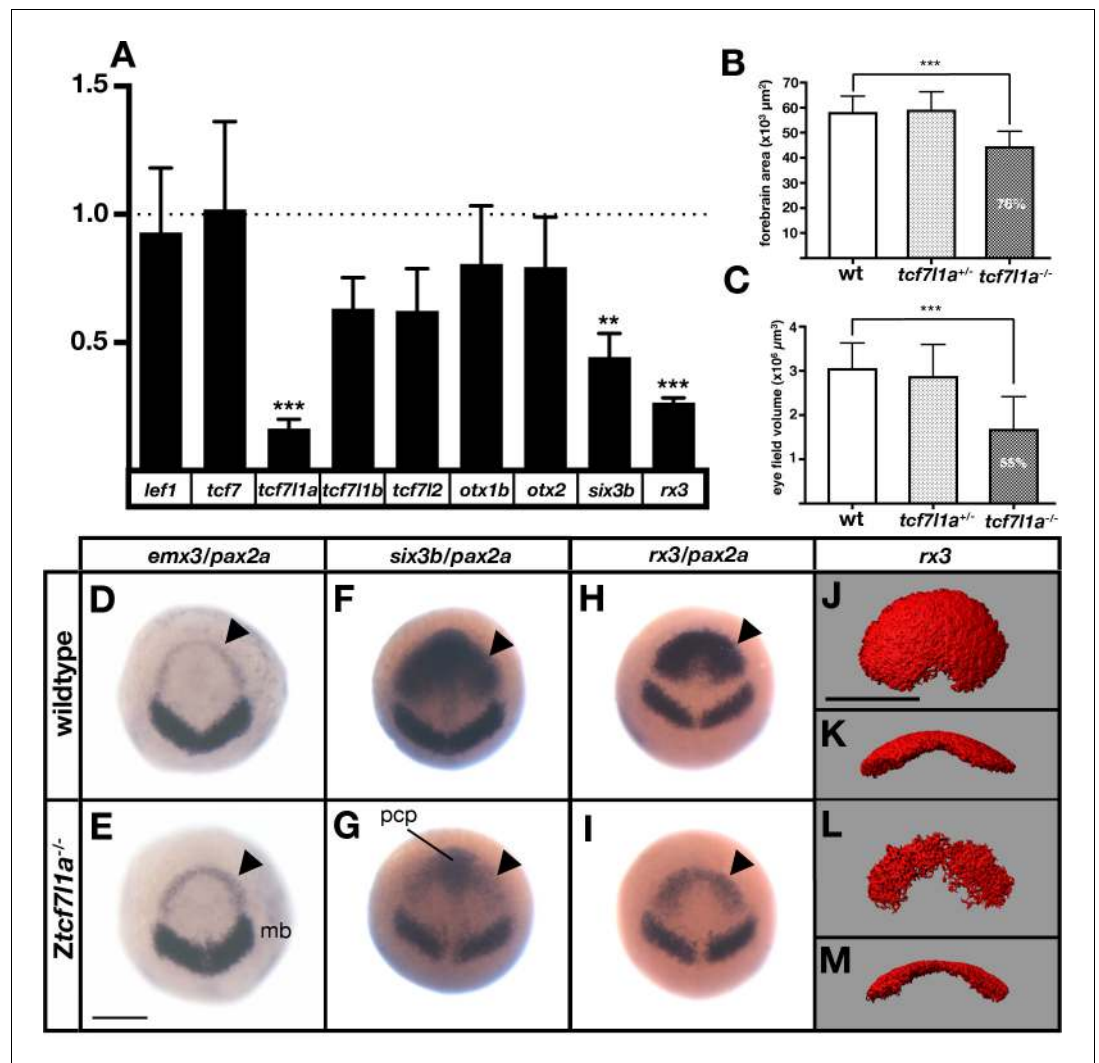 A
1.5
1.0
0.5
***
**
***
lef1 tcf7 tcf7l1a tcf7l1b tcf7l2 otx1b otx2 six3b rx3
B
***
forebrain area (x10³ µm²)
70
60
50
40
30
20
10
76%
wt tcf7l1a+/- tcf7l1a-/-
C
***
eye field volume (x10⁶ µm³)
4
3
2
1
55%
wt tcf7l1a+/- tcf7l1a-/-
emx3/pax2a six3b/pax2a rx3/pax2a rx3
wildtype
D F H J
K
Ztcf7l1a-/-
E G I L
pcp
mb
M